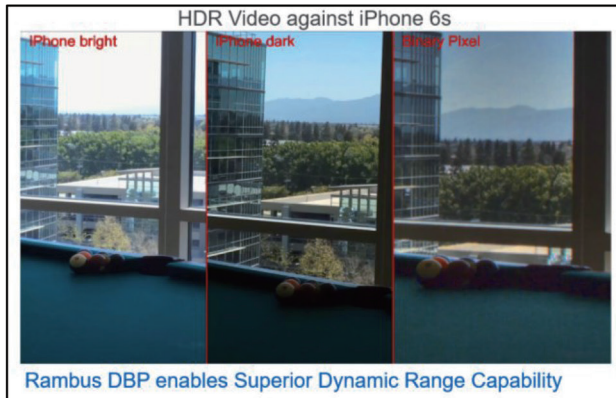 HDR Video against iPhone 6s
iPhone bright
iPhone dark
Binary Pixel
Rambus DBP enables Superior Dynamic Range Capability